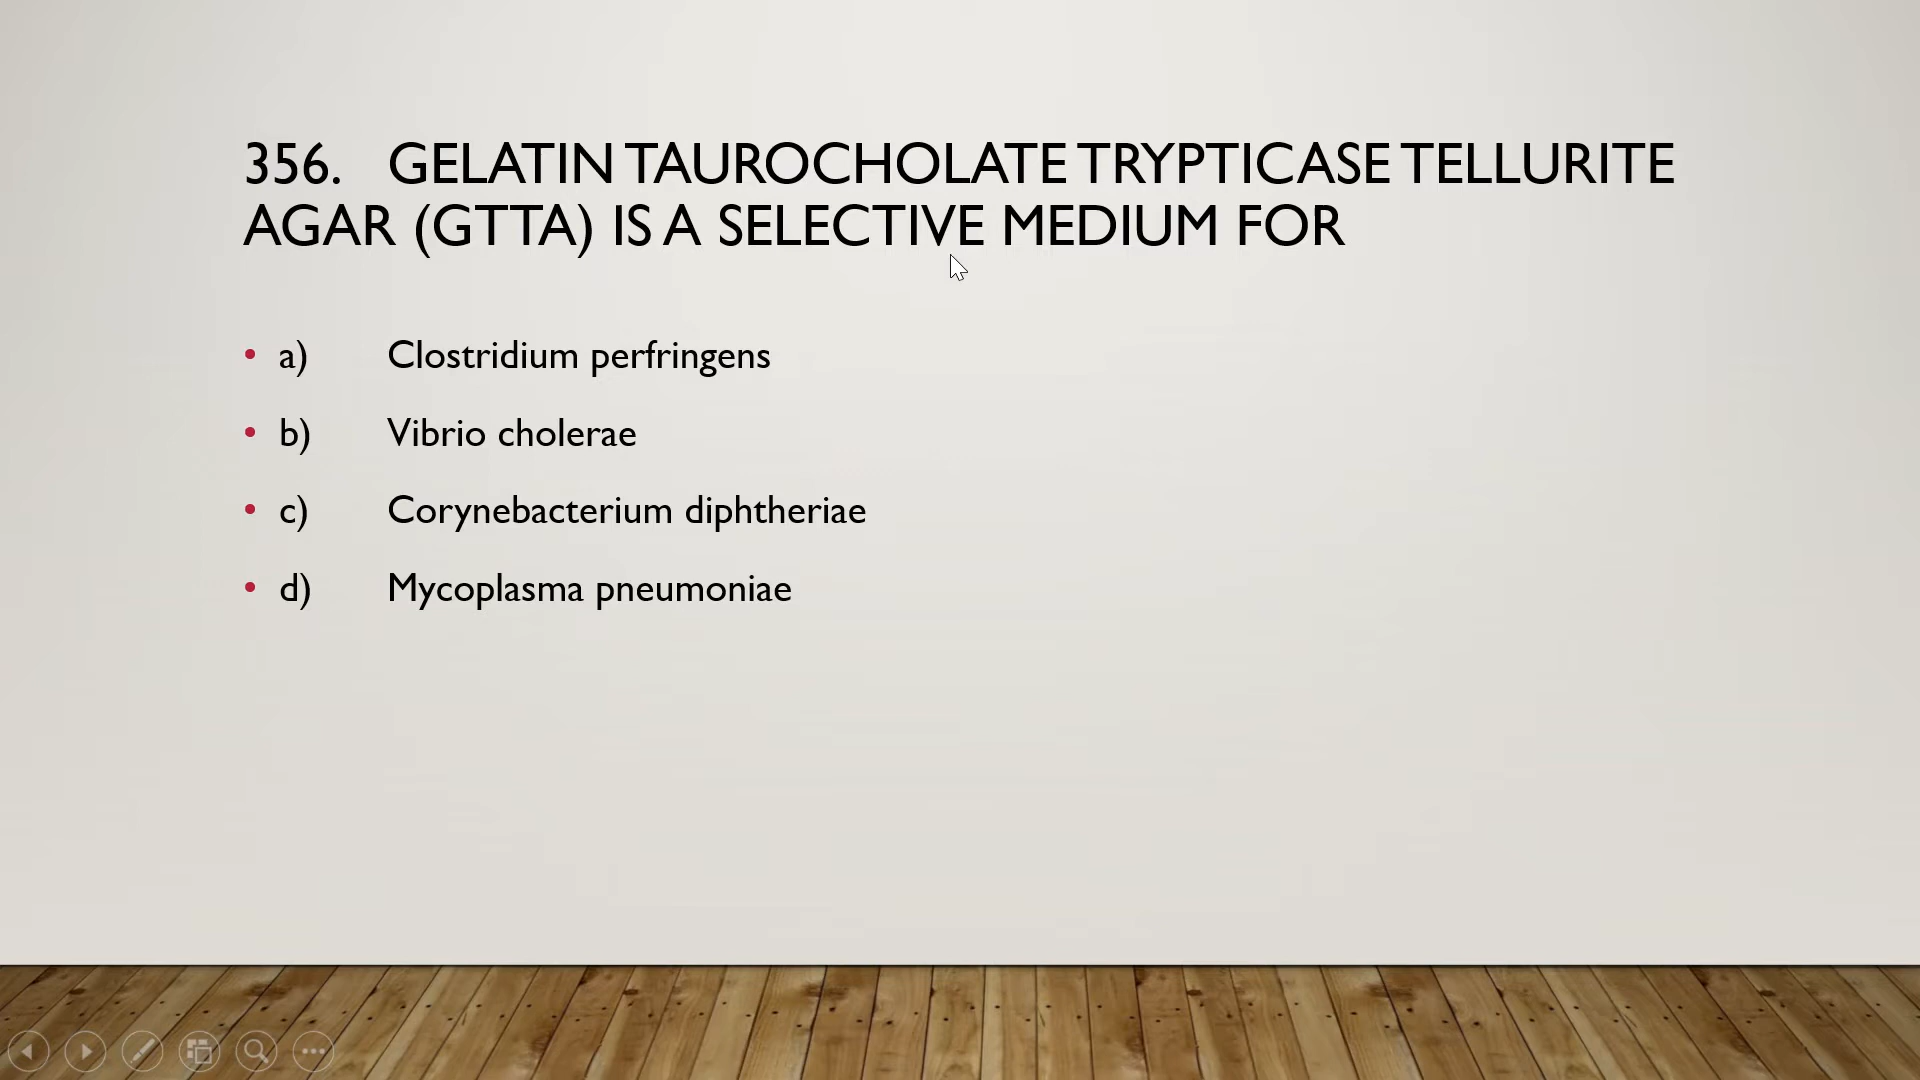 356. GELATIN TAUROCHOLATE TRYPTICASE TELLURITE
AGAR (GTTA) IS A SELECTIVE MEDIUM FOR
• a) Clostridium perfringens
• b) Vibrio cholerae
• c) Corynebacterium diphtheriae
• d) Mycoplasma pneumoniae